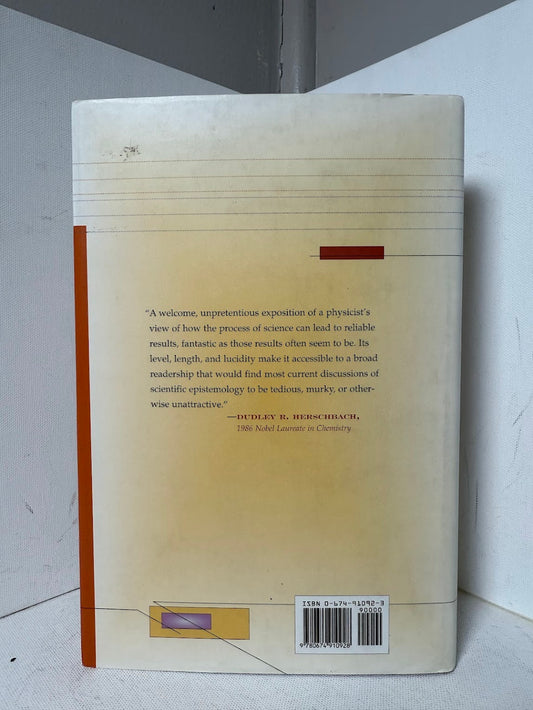 “A welcome, unpretentious exposition of a physicist’s
view of how the process of science can lead to reliable
results, fantastic as those results often seem to be. Its
level, length, and lucidity make it accessible to a broad
readership that would find most current discussions of
scientific epistemology to be tedious, murky, or other-
wise unattractive.”
—DUDLEY R. HERSCHBACH,
1986 Nobel Laureate in Chemistry
ISBN 0-674-91092-3
90000
9 780674 910928